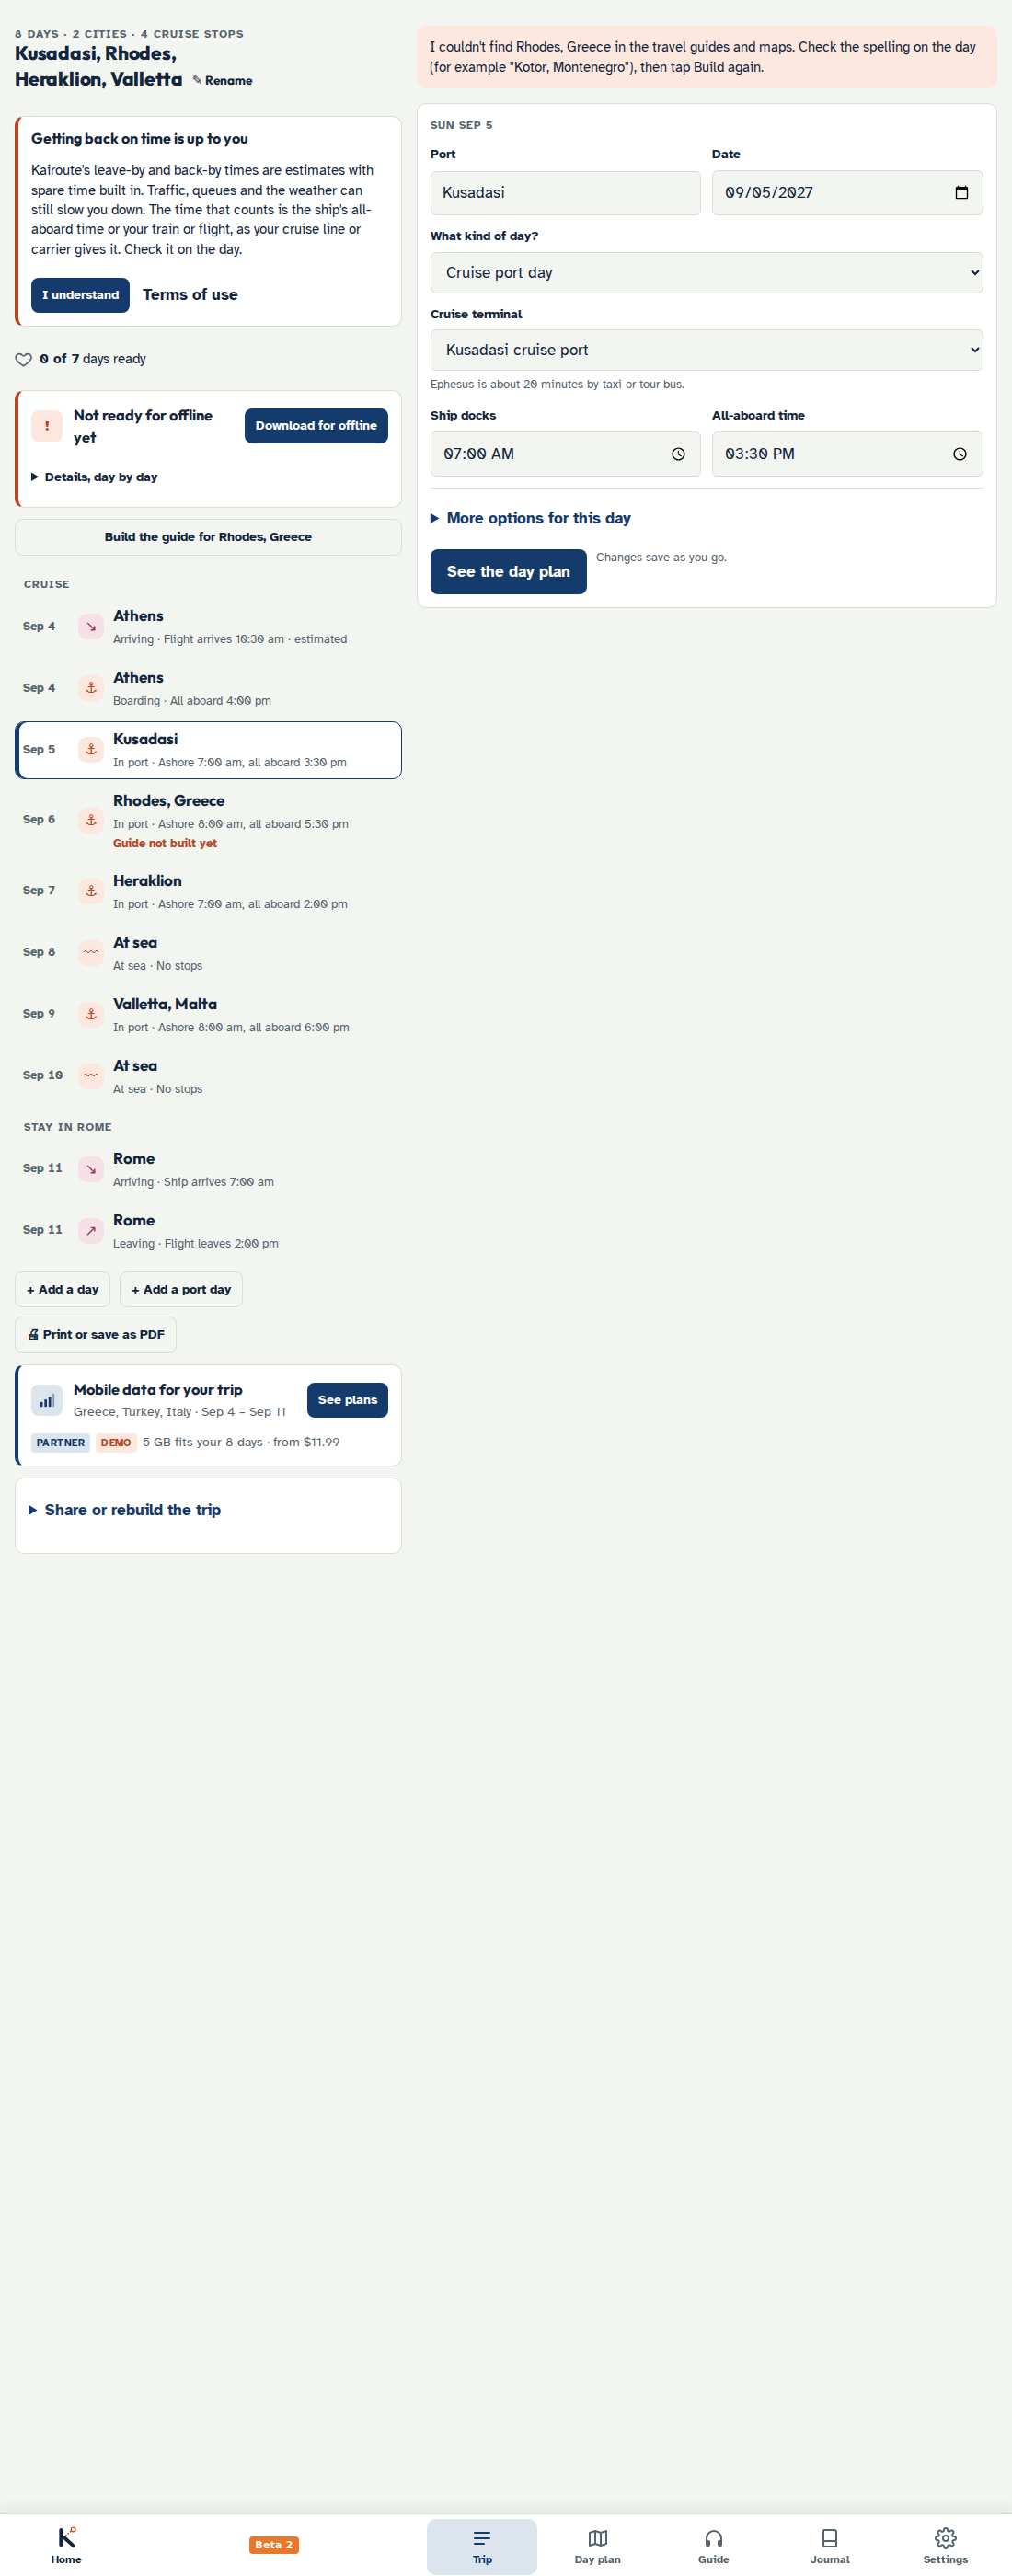 8 DAYS · 2 CITIES · 4 CRUISE STOPS
Kusadasi, Rhodes,
Heraklion, Valletta ✎ Rename
Getting back on time is up to you
Kairoute's leave-by and back-by times are estimates with
spare time built in. Traffic, queues and the weather can
still slow you down. The time that counts is the ship's all-
aboard time or your train or flight, as your cruise line or
carrier gives it. Check it on the day.
I understand
Terms of use
0 of 7 days ready
!
Not ready for offline
yet
Download for offline
Details, day by day
Build the guide for Rhodes, Greece
CRUISE
Sep 4
Athens
Arriving · Flight arrives 10:30 am · estimated
Sep 4
Athens
Boarding · All aboard 4:00 pm
Sep 5
Kusadasi
In port · Ashore 7:00 am, all aboard 3:30 pm
Sep 6
Rhodes, Greece
In port · Ashore 8:00 am, all aboard 5:30 pm
Guide not built yet
Sep 7
Heraklion
In port · Ashore 7:00 am, all aboard 2:00 pm
Sep 8
At sea
At sea · No stops
Sep 9
Valletta, Malta
In port · Ashore 8:00 am, all aboard 6:00 pm
Sep 10
At sea
At sea · No stops
STAY IN ROME
Sep 11
Rome
Arriving · Ship arrives 7:00 am
Sep 11
Rome
Leaving · Flight leaves 2:00 pm
+ Add a day
+ Add a port day
Print or save as PDF
Mobile data for your trip
Greece, Turkey, Italy · Sep 4 – Sep 11
See plans
PARTNER DEMO 5 GB fits your 8 days · from $11.99
Share or rebuild the trip
I couldn't find Rhodes, Greece in the travel guides and maps. Check the spelling on the day
(for example "Kotor, Montenegro"), then tap Build again.
SUN SEP 5
Port
Kusadasi
Date
09/05/2027
What kind of day?
Cruise port day
Cruise terminal
Kusadasi cruise port
Ephesus is about 20 minutes by taxi or tour bus.
Ship docks
07:00 AM
All-aboard time
03:30 PM
More options for this day
See the day plan
Changes save as you go.
Home
Beta 2
Trip
Day plan
Guide
Journal
Settings